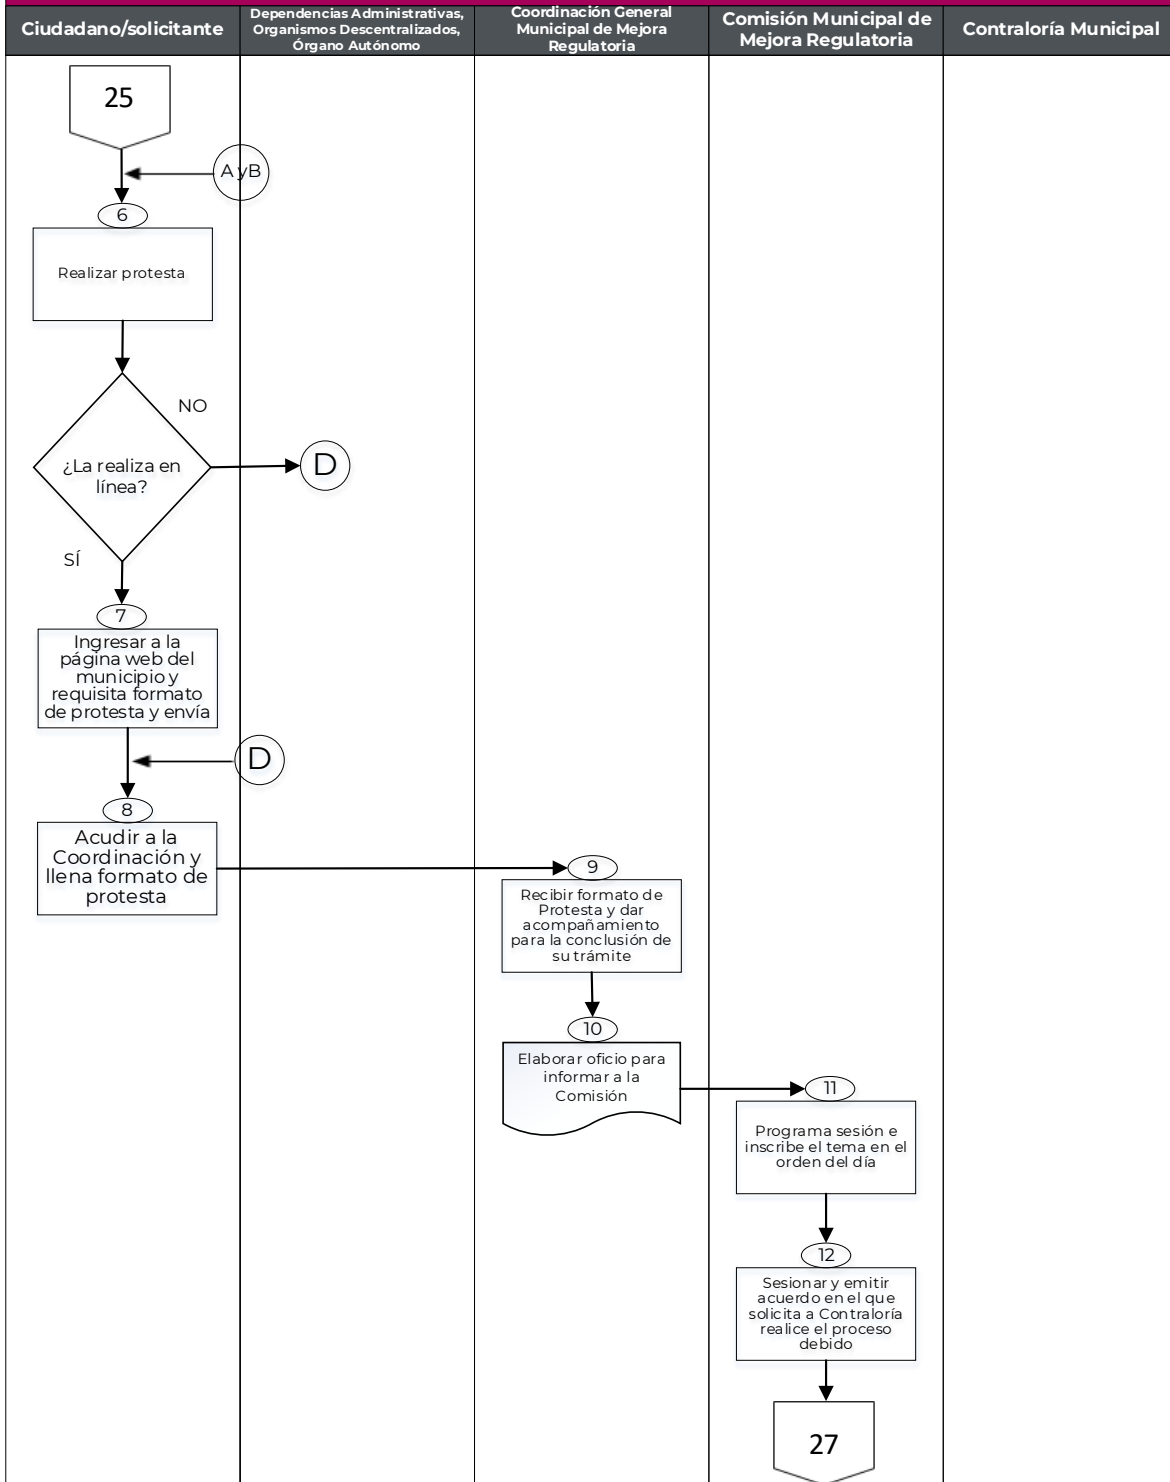 Ciudadano/solicitante
Dependencias Administrativas,
Organismos Descentralizados,
Órgano Autónomo
Coordinación General
Municipal de Mejora
Regulatoria
Comisión Municipal de
Mejora Regulatoria
Contraloría Municipal
25
A yB
6
Realizar protesta
NO
¿La realiza en
línea?
D
SÍ
7
Ingresar a la
página web del
municipio y
requisita formato
de protesta y envía
D
8
Acudir a la
Coordinación y
llena formato de
protesta
9
Recibir formato de
Protesta y dar
acompañamiento
para la conclusión de
su trámite
10
Elaborar oficio para
informar a la
Comisión
11
Programa sesión e
inscribe el tema en el
orden del día
12
Sesionar y emitir
acuerdo en el que
solicita a Contraloría
realice el proceso
debido
27